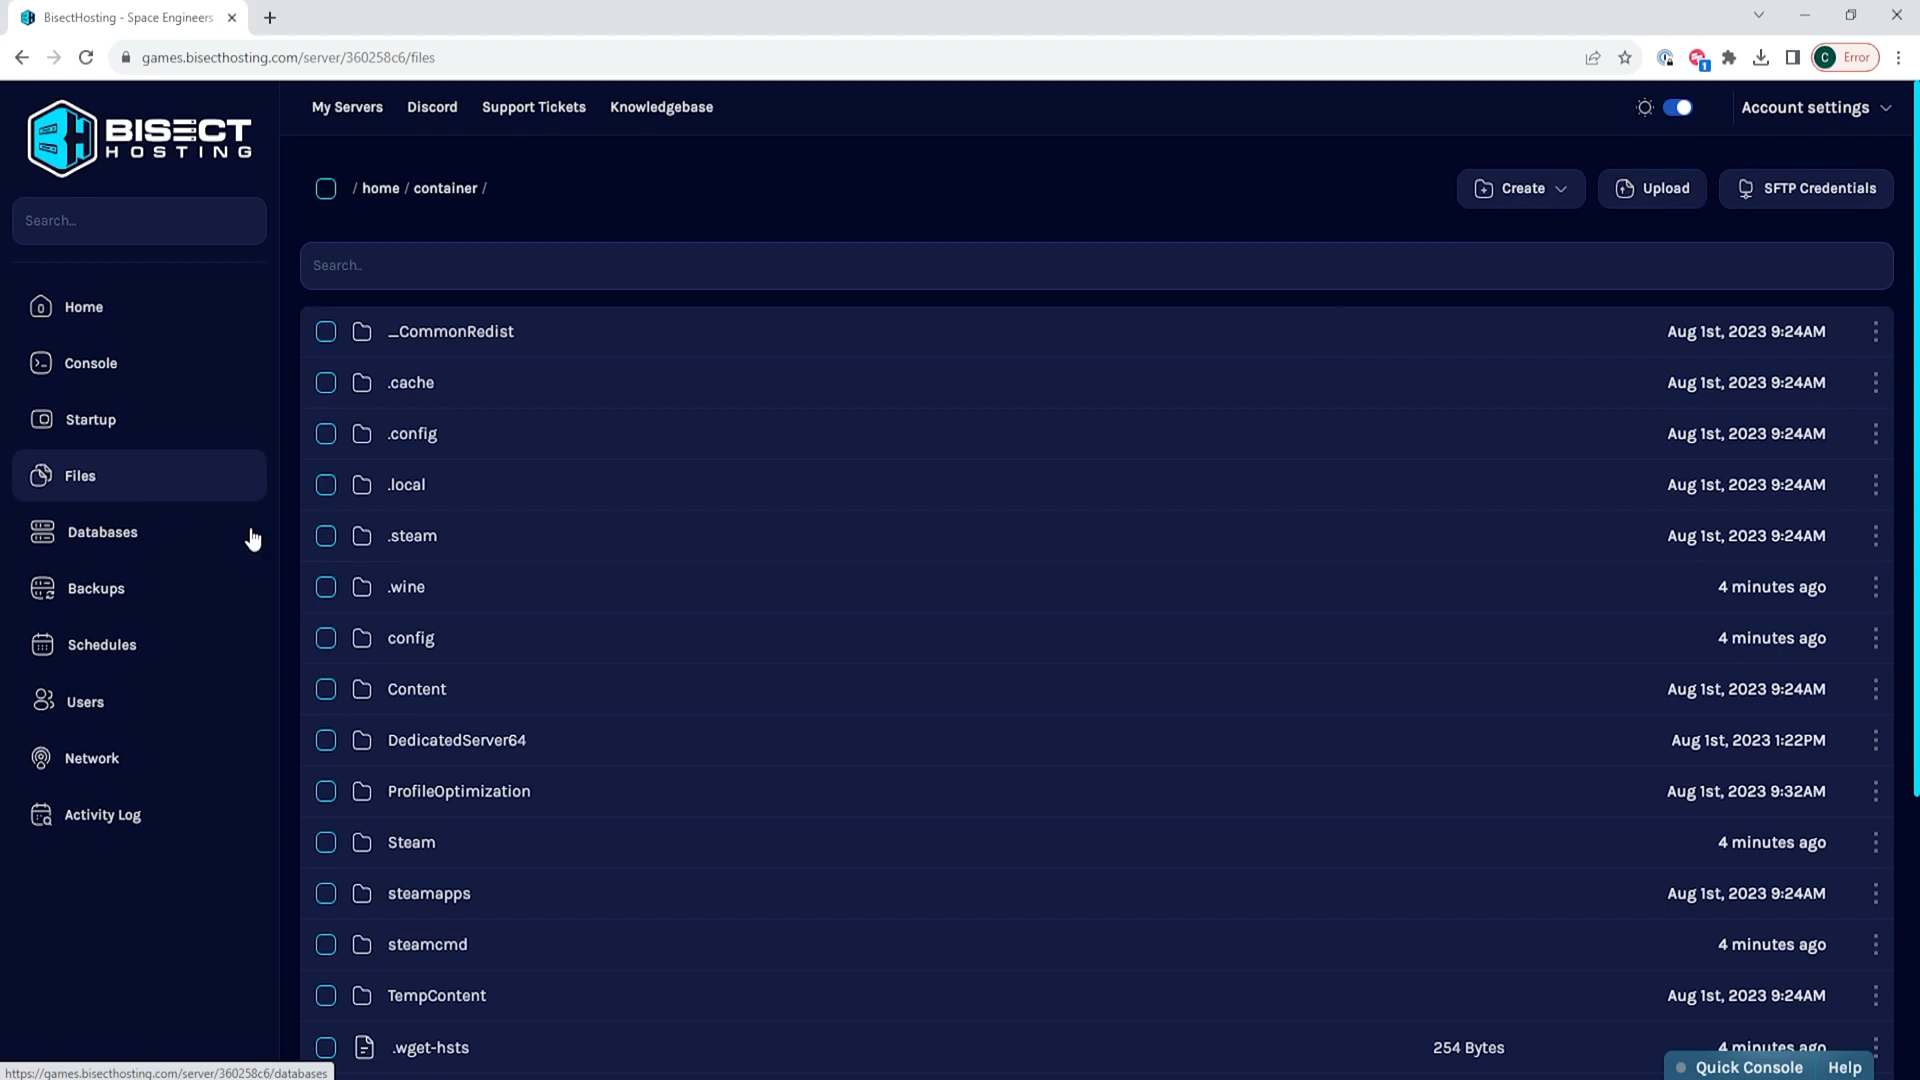 BisectHosting - Space Engineers
games.bisecthosting.com/server/360258c6/files
1
C
Error
BISECT
HOSTING
My Servers
Discord
Support Tickets
Knowledgebase
Account settings
Search...
/ home / container /
Create
Upload
SFTP Credentials
Search..
Home
Console
Startup
Files
Databases
Backups
Schedules
Users
Network
Activity Log
_CommonRedist Aug 1st, 2023 9:24AM
.cache Aug 1st, 2023 9:24AM
.config Aug 1st, 2023 9:24AM
.local Aug 1st, 2023 9:24AM
.steam Aug 1st, 2023 9:24AM
.wine 4 minutes ago
config 4 minutes ago
Content Aug 1st, 2023 9:24AM
DedicatedServer64 Aug 1st, 2023 1:22PM
ProfileOptimization Aug 1st, 2023 9:32AM
Steam 4 minutes ago
steamapps Aug 1st, 2023 9:24AM
steamcmd 4 minutes ago
TempContent Aug 1st, 2023 9:24AM
.wget-hsts 254 Bytes 4 minutes ago
Quick Console
Help
https://games.bisecthosting.com/server/360258c6/databases